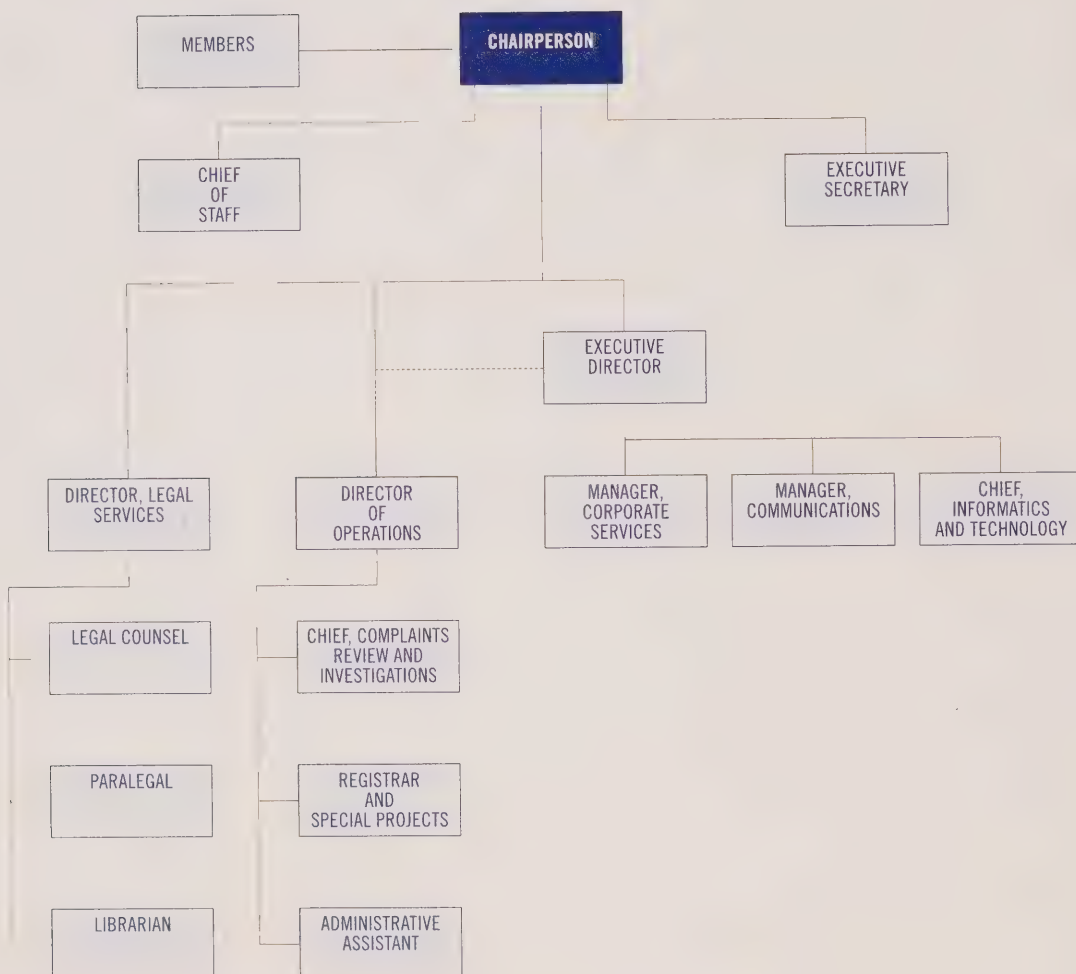 MEMBERS
CHAIRPERSON
CHIEF
OF
STAFF
EXECUTIVE
SECRETARY
EXECUTIVE
DIRECTOR
DIRECTOR, LEGAL
SERVICES
DIRECTOR
OF
OPERATIONS
MANAGER,
CORPORATE
SERVICES
MANAGER,
COMMUNICATIONS
CHIEF,
INFORMATICS
AND TECHNOLOGY
LEGAL COUNSEL
CHIEF, COMPLAINTS
REVIEW AND
INVESTIGATIONS
PARALEGAL
REGISTRAR
AND
SPECIAL PROJECTS
LIBRARIAN
ADMINISTRATIVE
ASSISTANT